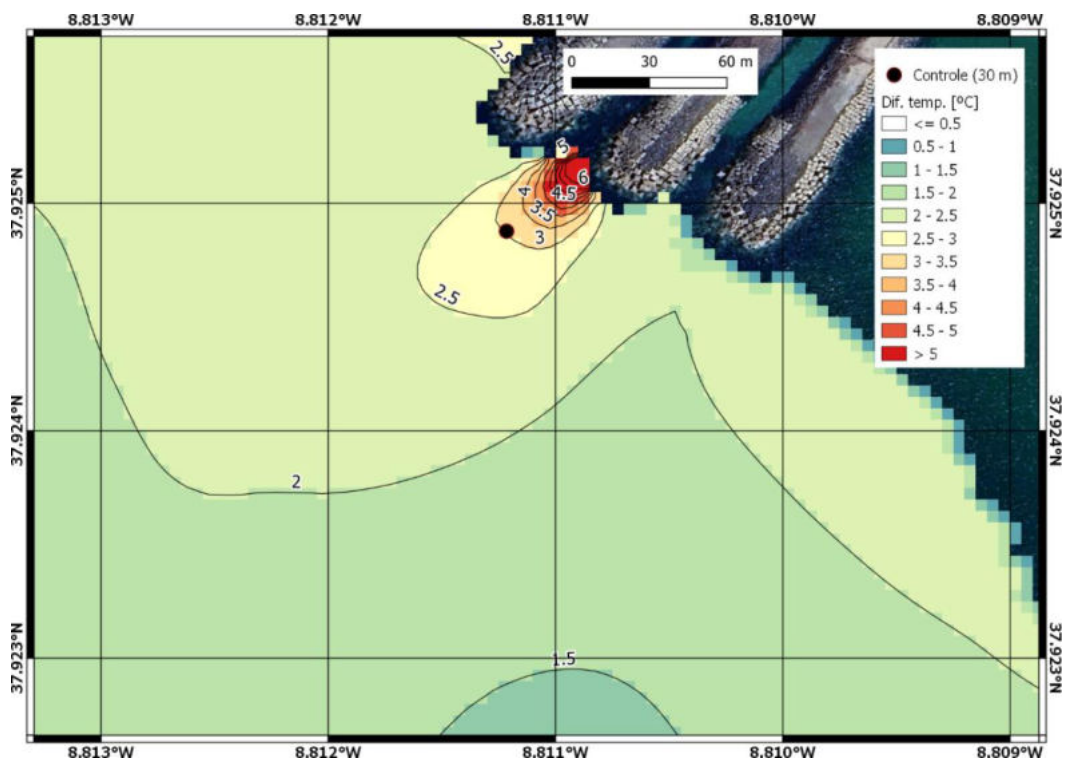 8.813°W 8.812°W 8.811°W 8.810°W 8.809°W
2.5
0 30 60 m
Controle (30 m)
Dif. temp. [ºC]
<= 0.5
0.5 - 1
1 - 1.5
1.5 - 2
2 - 2.5
2.5 - 3
3 - 3.5
3.5 - 4
4 - 4.5
4.5 - 5
> 5
5
6
4
4.5
3.5
3
2.5
2
1.5
37.925°N 37.925°N
37.924°N 37.924°N
37.923°N 37.923°N
8.813°W 8.812°W 8.811°W 8.810°W 8.809°W